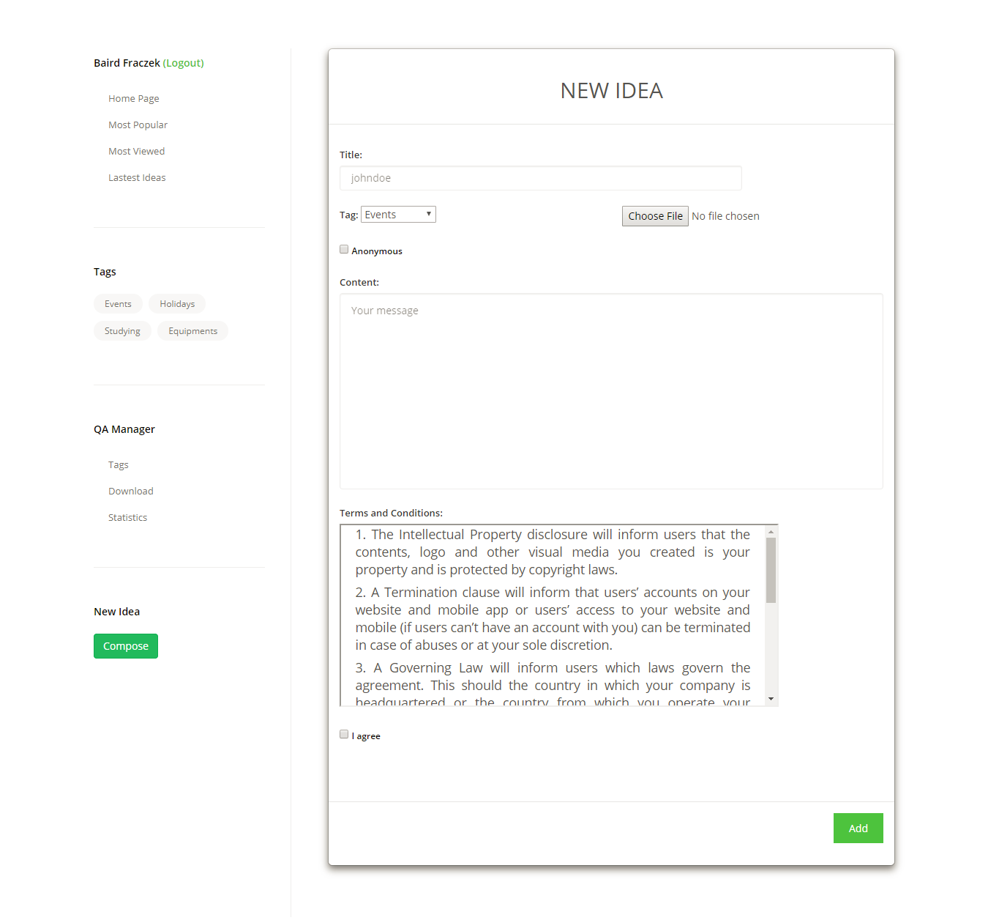 Baird Fraczek (Logout)
Home Page
Most Popular
Most Viewed
Lastest Ideas
Tags
Events Holidays
Studying Equipments
QA Manager
Tags
Download
Statistics
New Idea
Compose
NEW IDEA
Title:
johndoe
Tag: Events Choose File No file chosen
Anonymous
Content:
Your message
Terms and Conditions:
1. The Intellectual Property disclosure will inform users that the
contents, logo and other visual media you created is your
property and is protected by copyright laws.
2. A Termination clause will inform that users’ accounts on your
website and mobile app or users’ access to your website and
mobile (if users can’t have an account with you) can be terminated
in case of abuses or at your sole discretion.
3. A Governing Law will inform users which laws govern the
agreement. This should the country in which your company is
headquartered or the country from which you operate your
I agree
Add